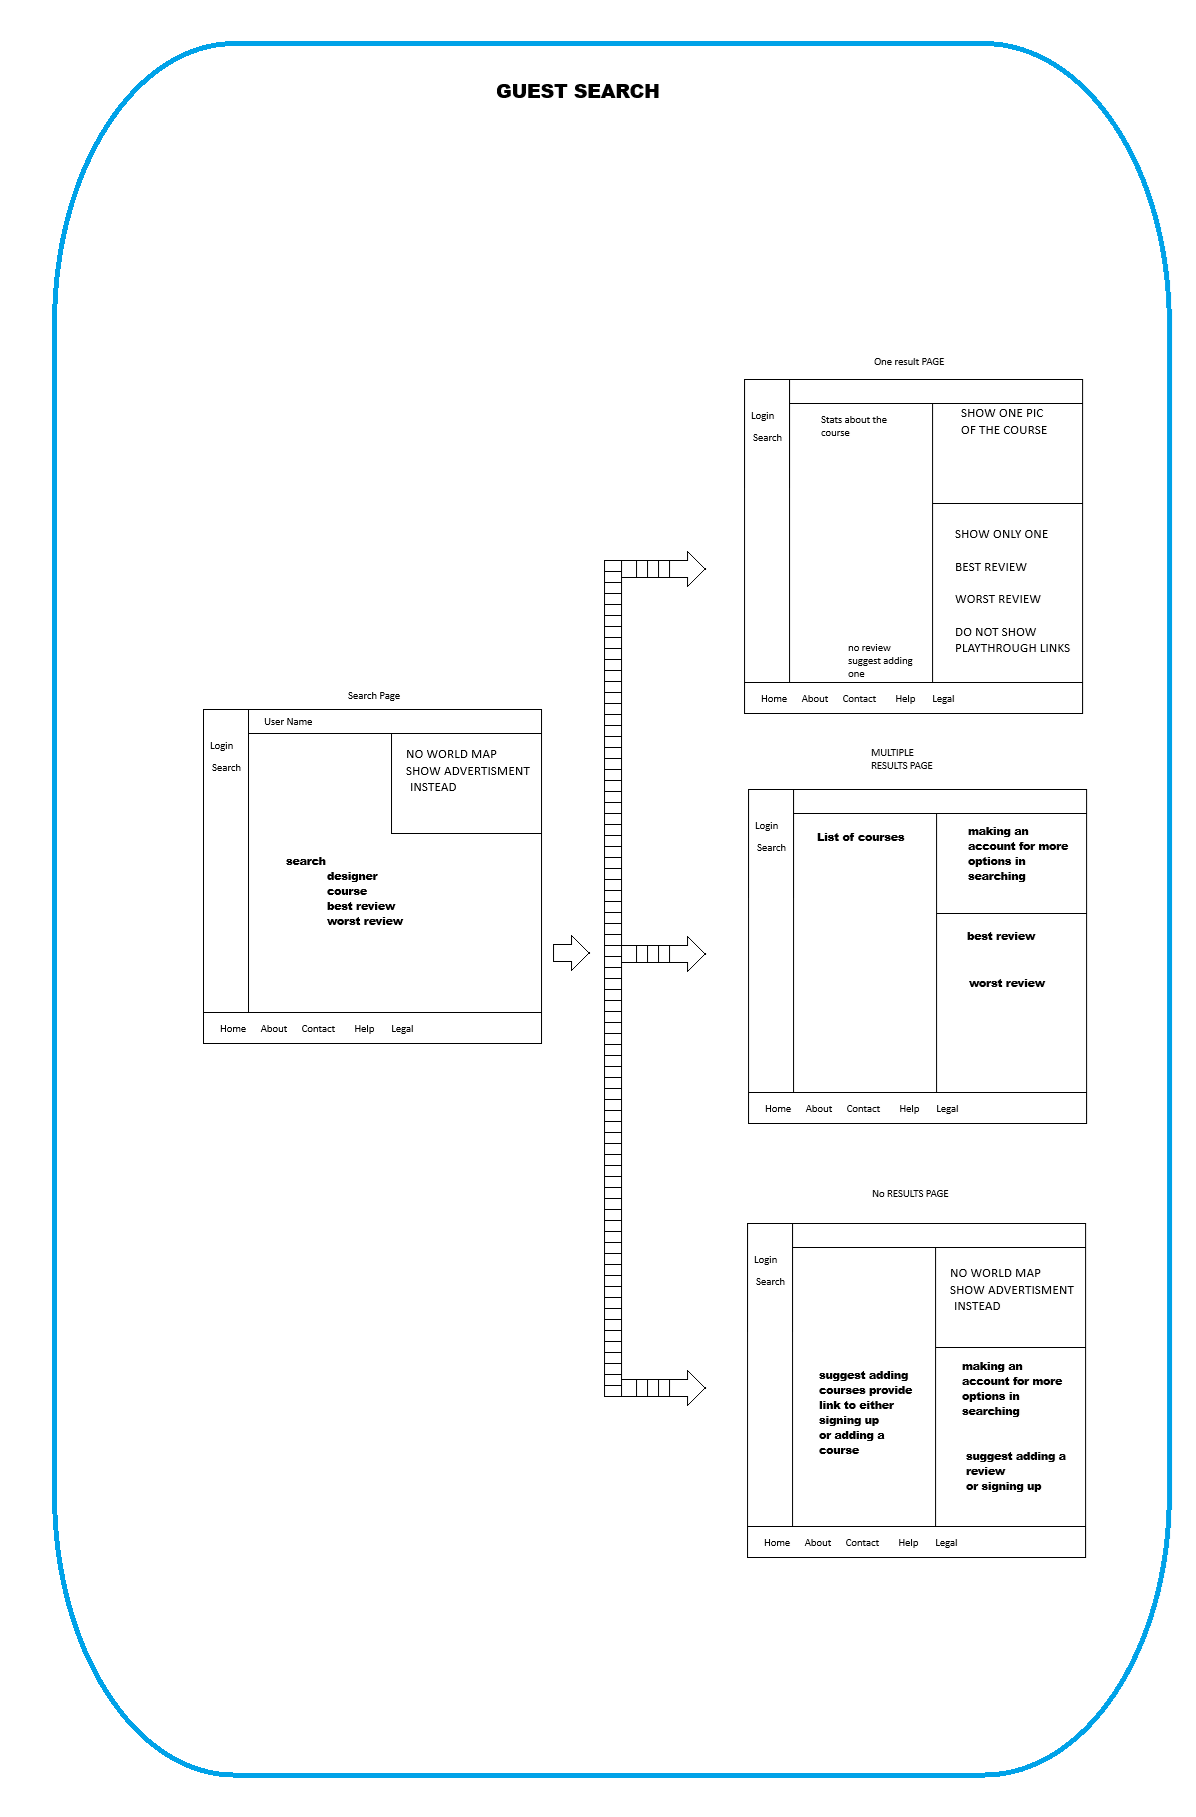 GUEST SEARCH
Search Page
User Name
Login
Search
NO WORLD MAP
SHOW ADVERTISMENT
INSTEAD
search
designer
course
best review
worst review
Home About Contact Help Legal
One result PAGE
Login
Search
Stats about the
course
no review
suggest adding
one
SHOW ONE PIC
OF THE COURSE
SHOW ONLY ONE
BEST REVIEW
WORST REVIEW
DO NOT SHOW
PLAYTHROUGH LINKS
Home About Contact Help Legal
MULTIPLE
RESULTS PAGE
Login
Search
List of courses
making an
account for more
options in
searching
best review
worst review
Home About Contact Help Legal
No RESULTS PAGE
Login
Search
suggest adding
courses provide
link to either
signing up
or adding a
course
NO WORLD MAP
SHOW ADVERTISMENT
INSTEAD
making an
account for more
options in
searching
suggest adding a
review
or signing up
Home About Contact Help Legal